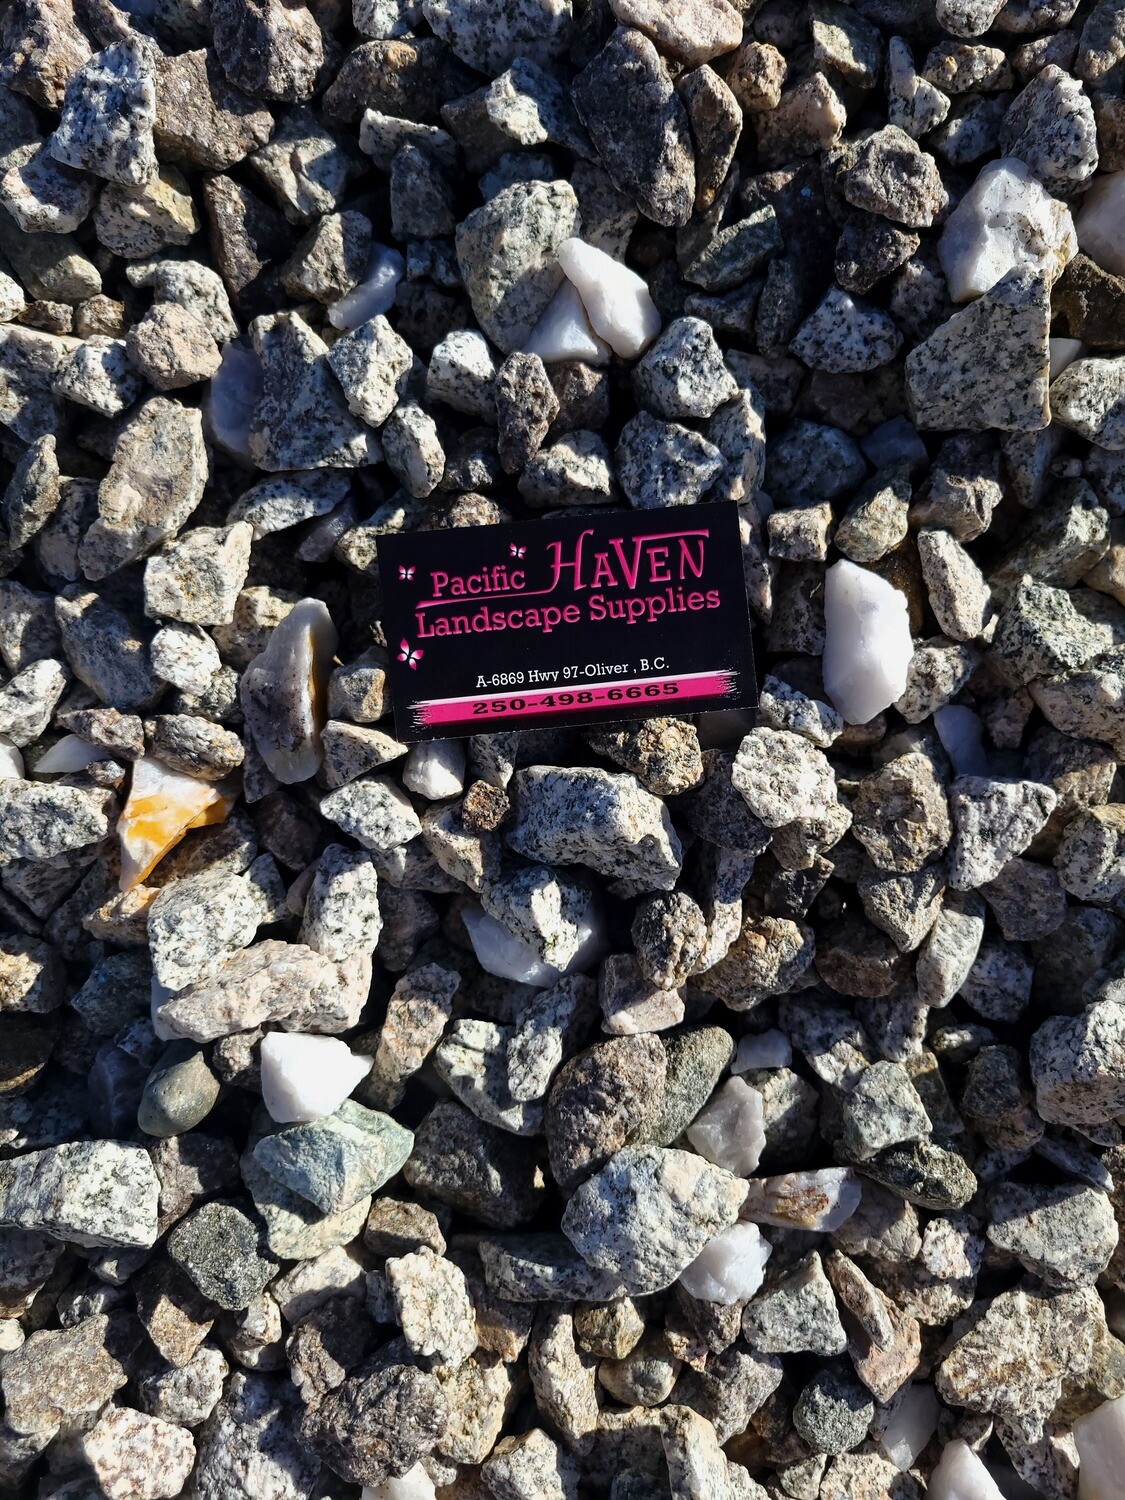 Pacific HAVEN
Landscape Supplies
A-6869 Hwy 97-Oliver , B.C.
250-498-6665